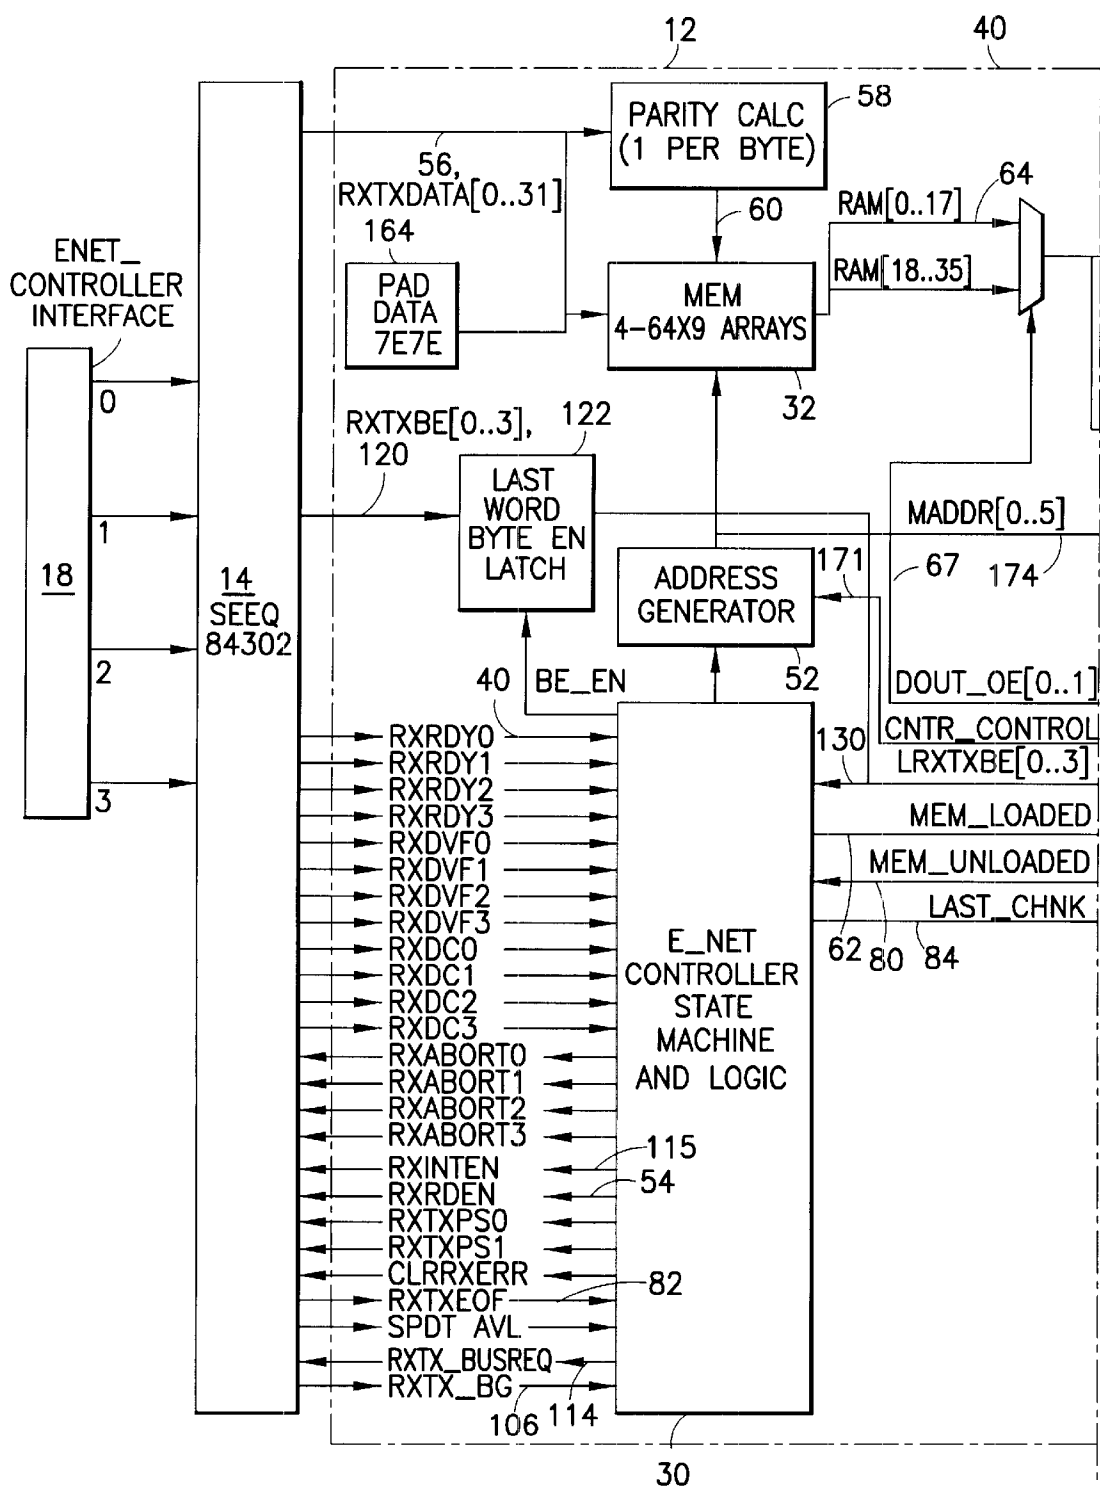 12
40
58
PARITY CALC
(1 PER BYTE)
56,
RXTXDATA[0..31]
60
RAM[0..17]
64
164
PAD
DATA
7E7E
MEM
4-64X9 ARRAYS
RAM[18..35]
32
ENET_
CONTROLLER
INTERFACE
0
1
2
3
18
14
SEEQ
84302
RXTXBE[0..3],
120
122
LAST
WORD
BYTE EN
LATCH
MADDR[0..5]
174
171
67
ADDRESS
GENERATOR
52
BE_EN
40
DOUT_OE[0..1]
CNTR_CONTROL
130
LRXTXBE[0..3]
MEM_LOADED
62
MEM_UNLOADED
80
LAST_CHNK
84
RXRDY0
RXRDY1
RXRDY2
RXRDY3
RXDVF0
RXDVF1
RXDVF2
RXDVF3
RXDC0
RXDC1
RXDC2
RXDC3
RXABORT0
RXABORT1
RXABORT2
RXABORT3
RXINTEN
115
RXRDEN
54
RXTXPS0
RXTXPS1
CLRRXERR
RXTXEOF
82
SPDT AVL
RXTX_BUSREQ
114
RXTX_BG
106
E_NET
CONTROLLER
STATE
MACHINE
AND LOGIC
30